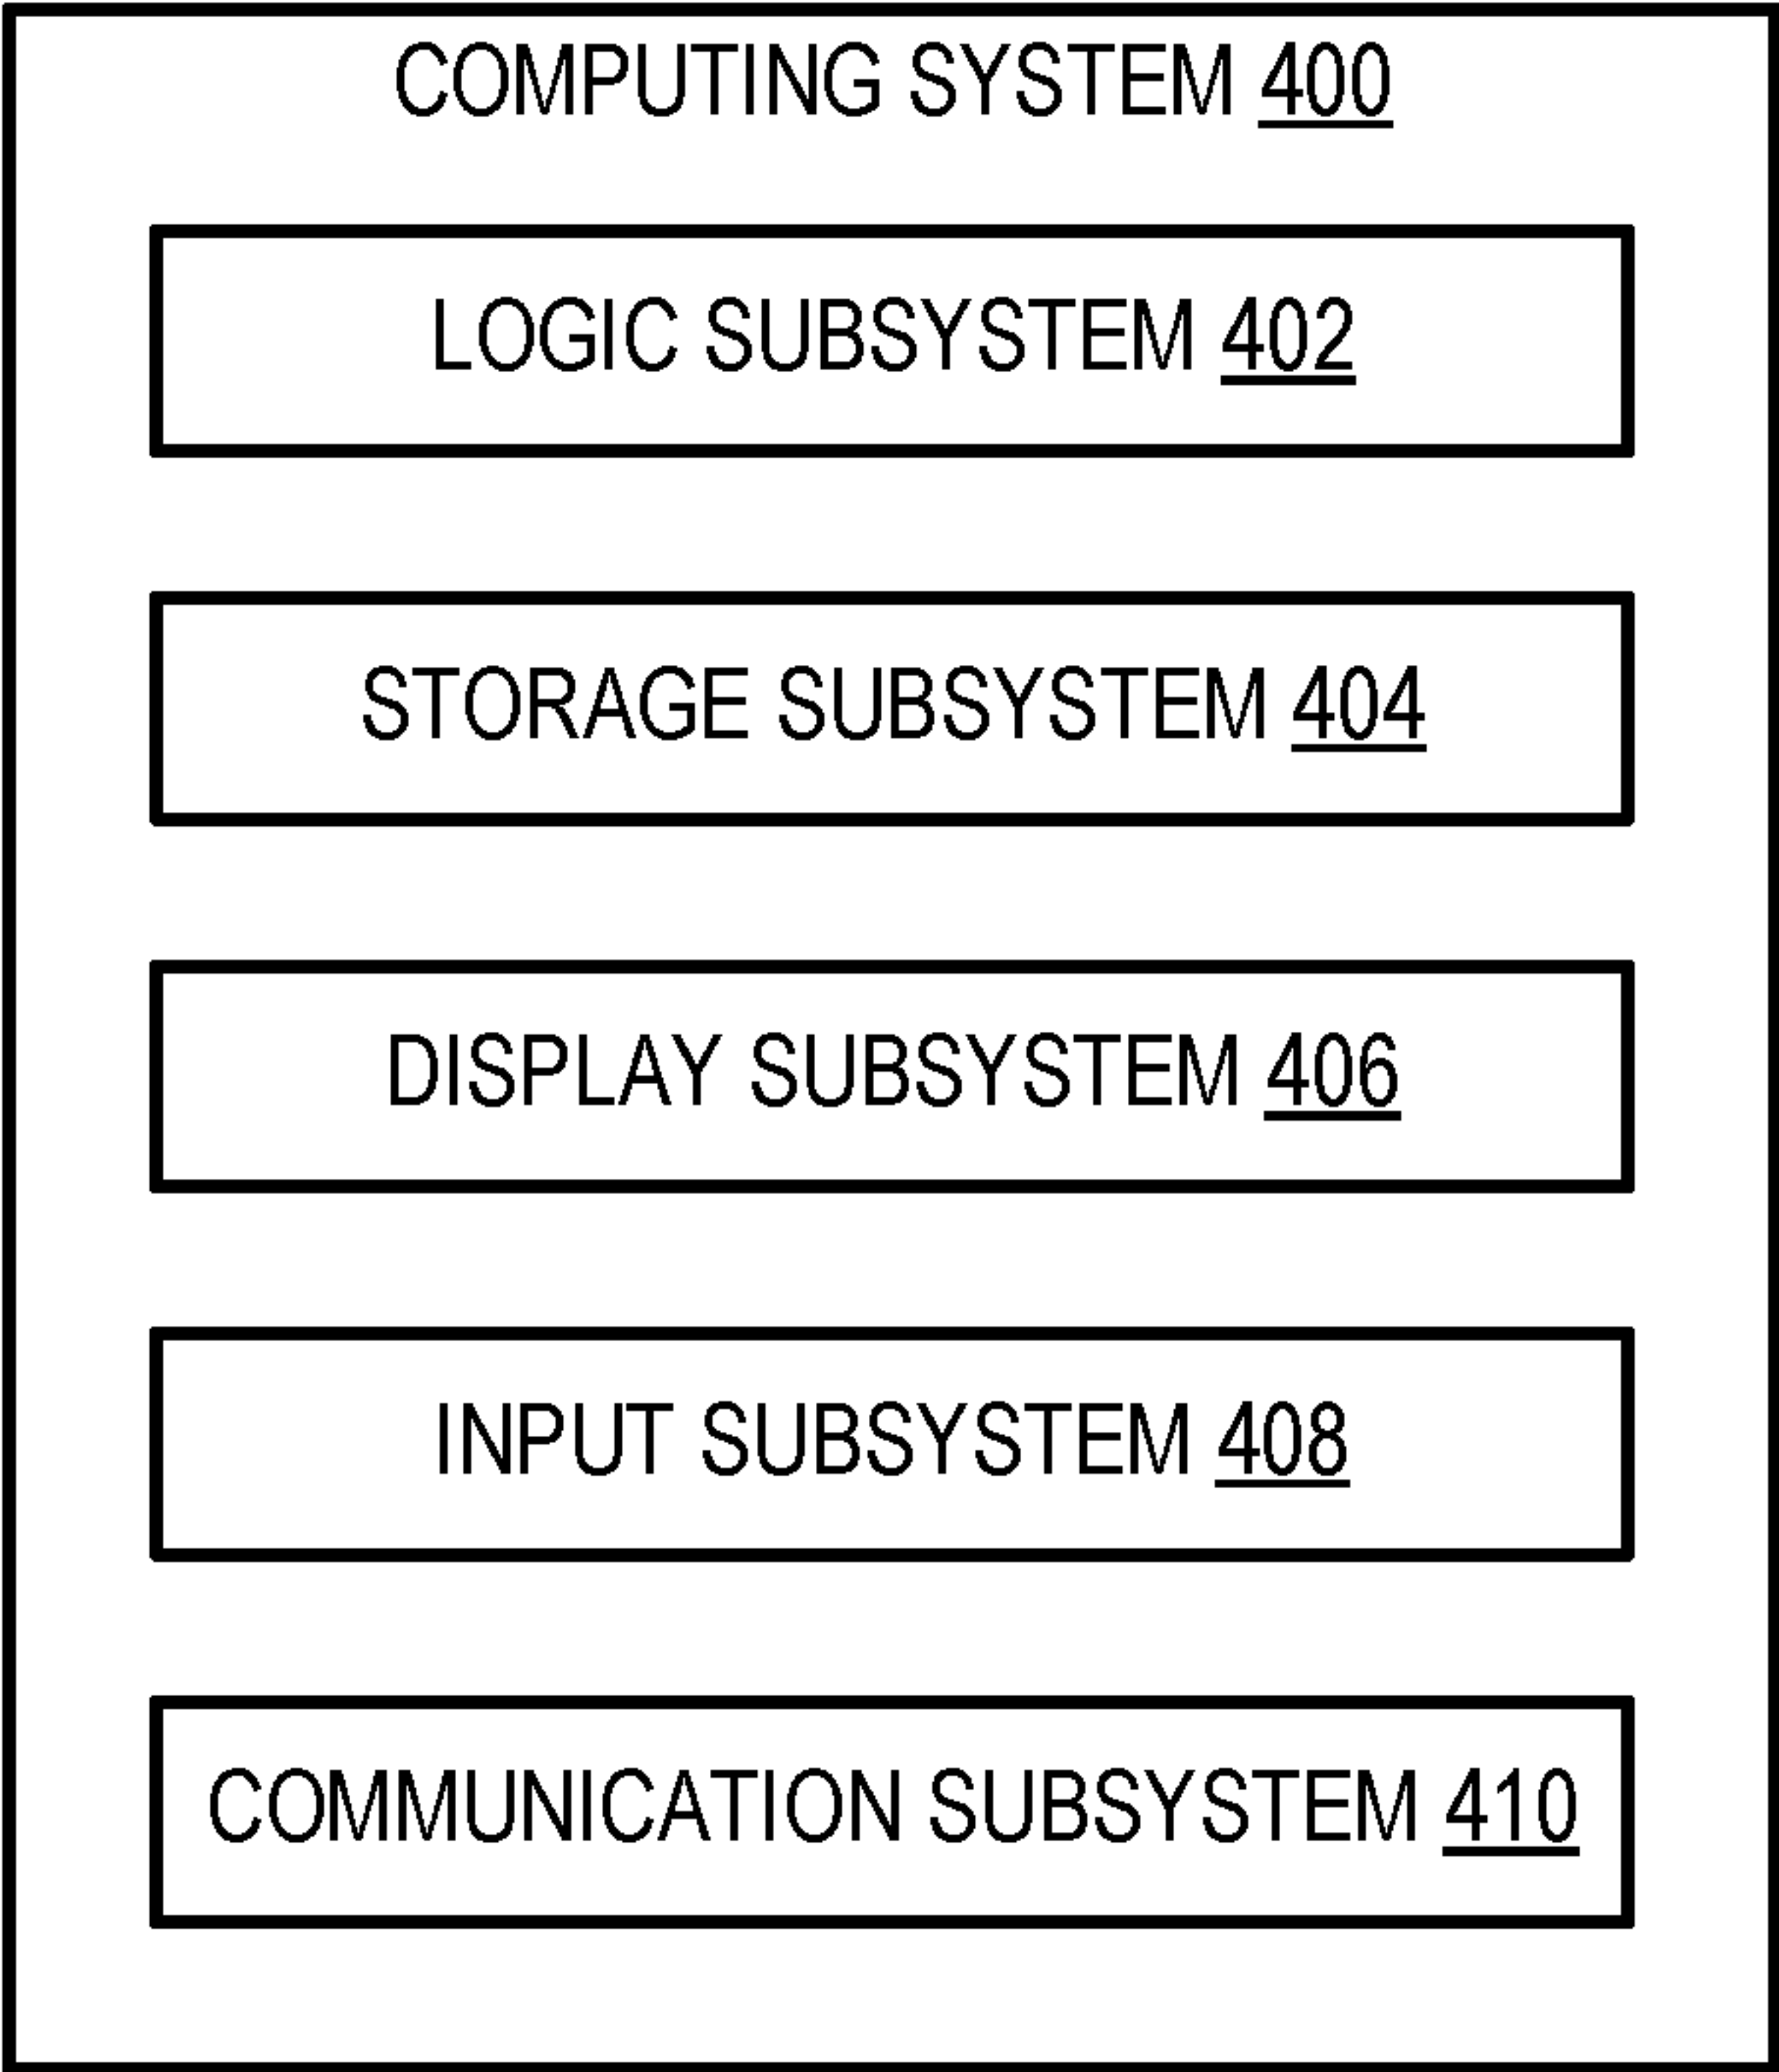 COMPUTING SYSTEM 400
LOGIC SUBSYSTEM 402
STORAGE SUBSYSTEM 404
DISPLAY SUBSYSTEM 406
INPUT SUBSYSTEM 408
COMMUNICATION SUBSYSTEM 410